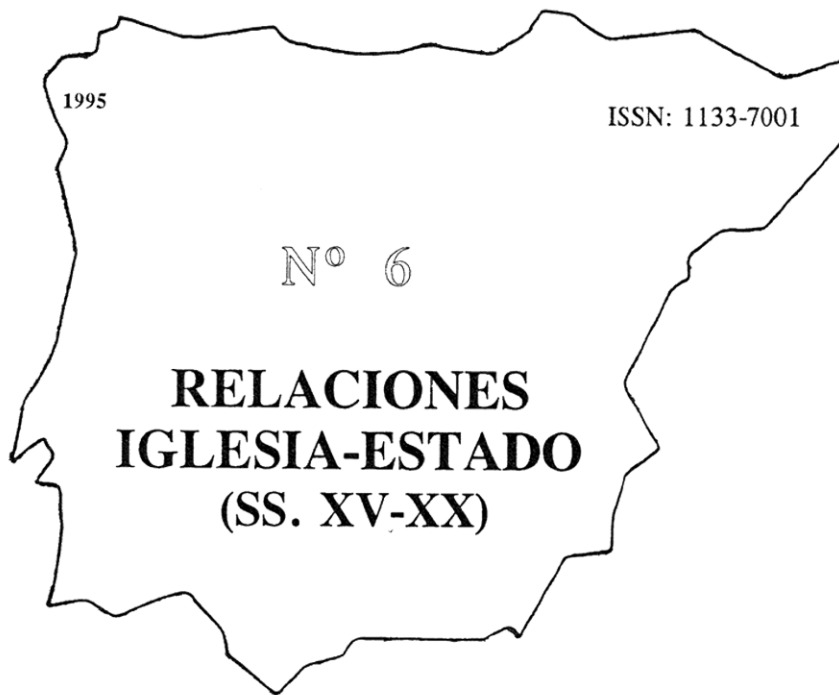 1995
ISSN: 1133-7001
Nº 6
RELACIONES
IGLESIA-ESTADO
(SS. XV-XX)